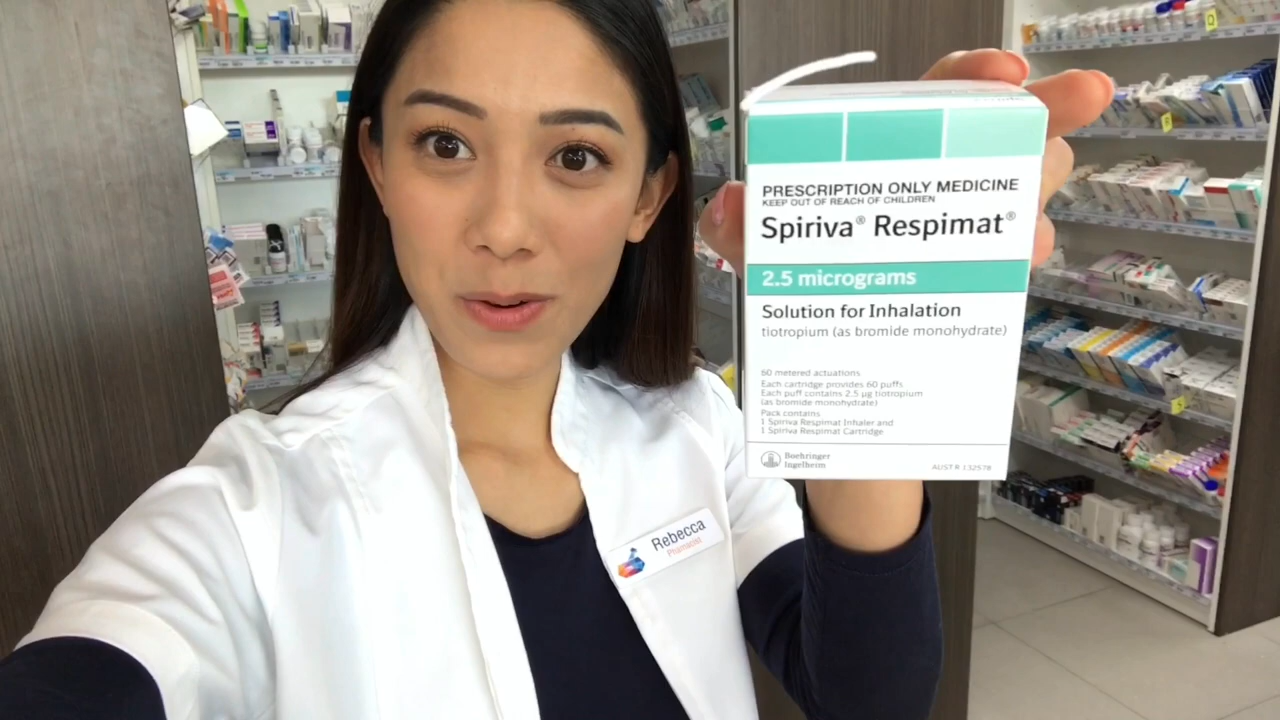 PRESCRIPTION ONLY MEDICINE
KEEP OUT OF REACH OF CHILDREN
Spiriva® Respimat®
2.5 micrograms
Solution for Inhalation
tiotropium (as bromide monohydrate)
60 metered actuations
Each cartridge provides 60 puffs
Each puff contains 2.5 µg tiotropium
(as bromide monohydrate)
Pack contains
1 Spiriva Respimat Inhaler and
1 Spiriva Respimat Cartridge
Boehringer
Ingelheim
AUST R 132578
Rebecca
Pharmacist